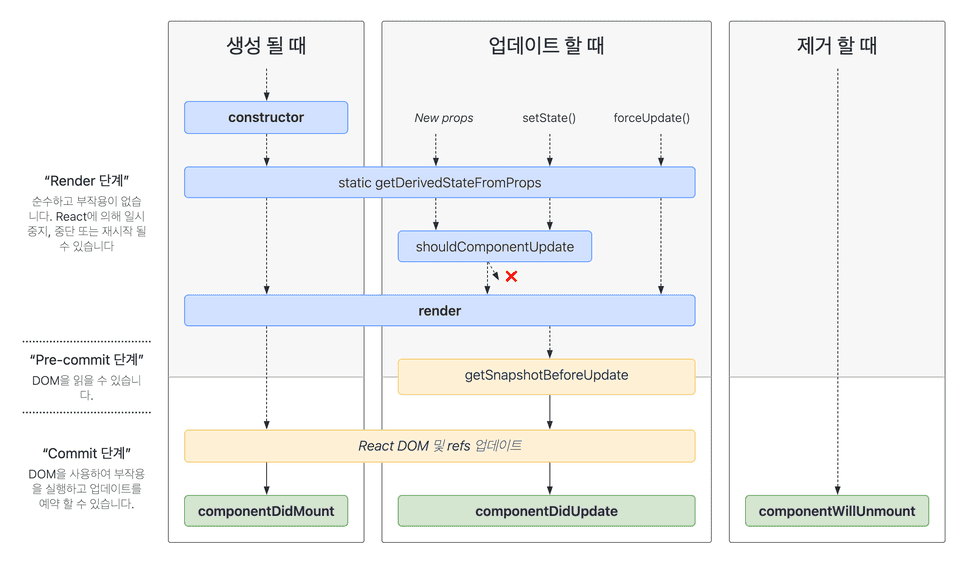 생성 될 때
업데이트 할 때
제거 할 때
constructor
New props
setState()
forceUpdate()
“Render 단계”
순수하고 부작용이 없습
니다. React에 의해 일시
중지, 중단 또는 재시작 될
수 있습니다
static getDerivedStateFromProps
shouldComponentUpdate
render
“Pre-commit 단계”
DOM을 읽을 수 있습니
다.
getSnapshotBeforeUpdate
“Commit 단계”
DOM을 사용하여 부작용
을 실행하고 업데이트를
예약 할 수 있습니다.
React DOM 및 refs 업데이트
componentDidMount
componentDidUpdate
componentWillUnmount